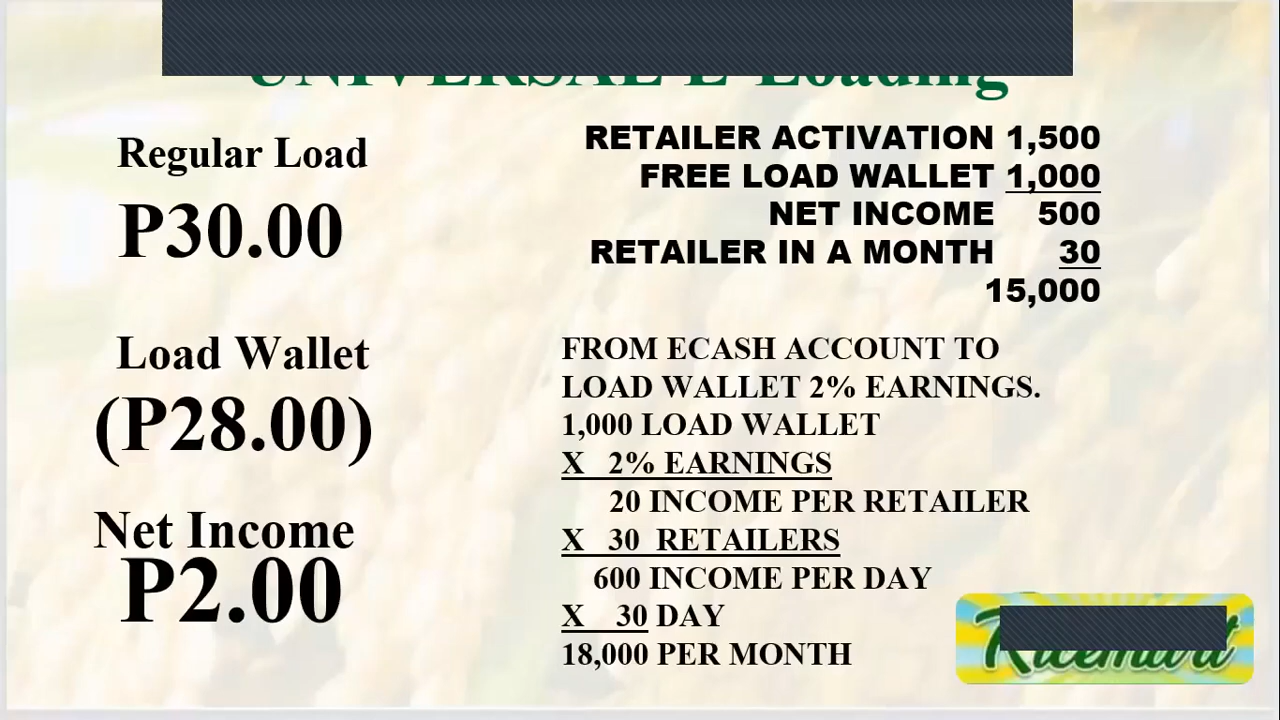 UNIVERSAL E-Loading
Regular Load
P30.00
Load Wallet
(P28.00)
Net Income
P2.00
RETAILER ACTIVATION 1,500
FREE LOAD WALLET 1,000
NET INCOME 500
RETAILER IN A MONTH 30
15,000
FROM ECASH ACCOUNT TO
LOAD WALLET 2% EARNINGS.
1,000 LOAD WALLET
X 2% EARNINGS
20 INCOME PER RETAILER
X 30 RETAILERS
600 INCOME PER DAY
X 30 DAY
18,000 PER MONTH